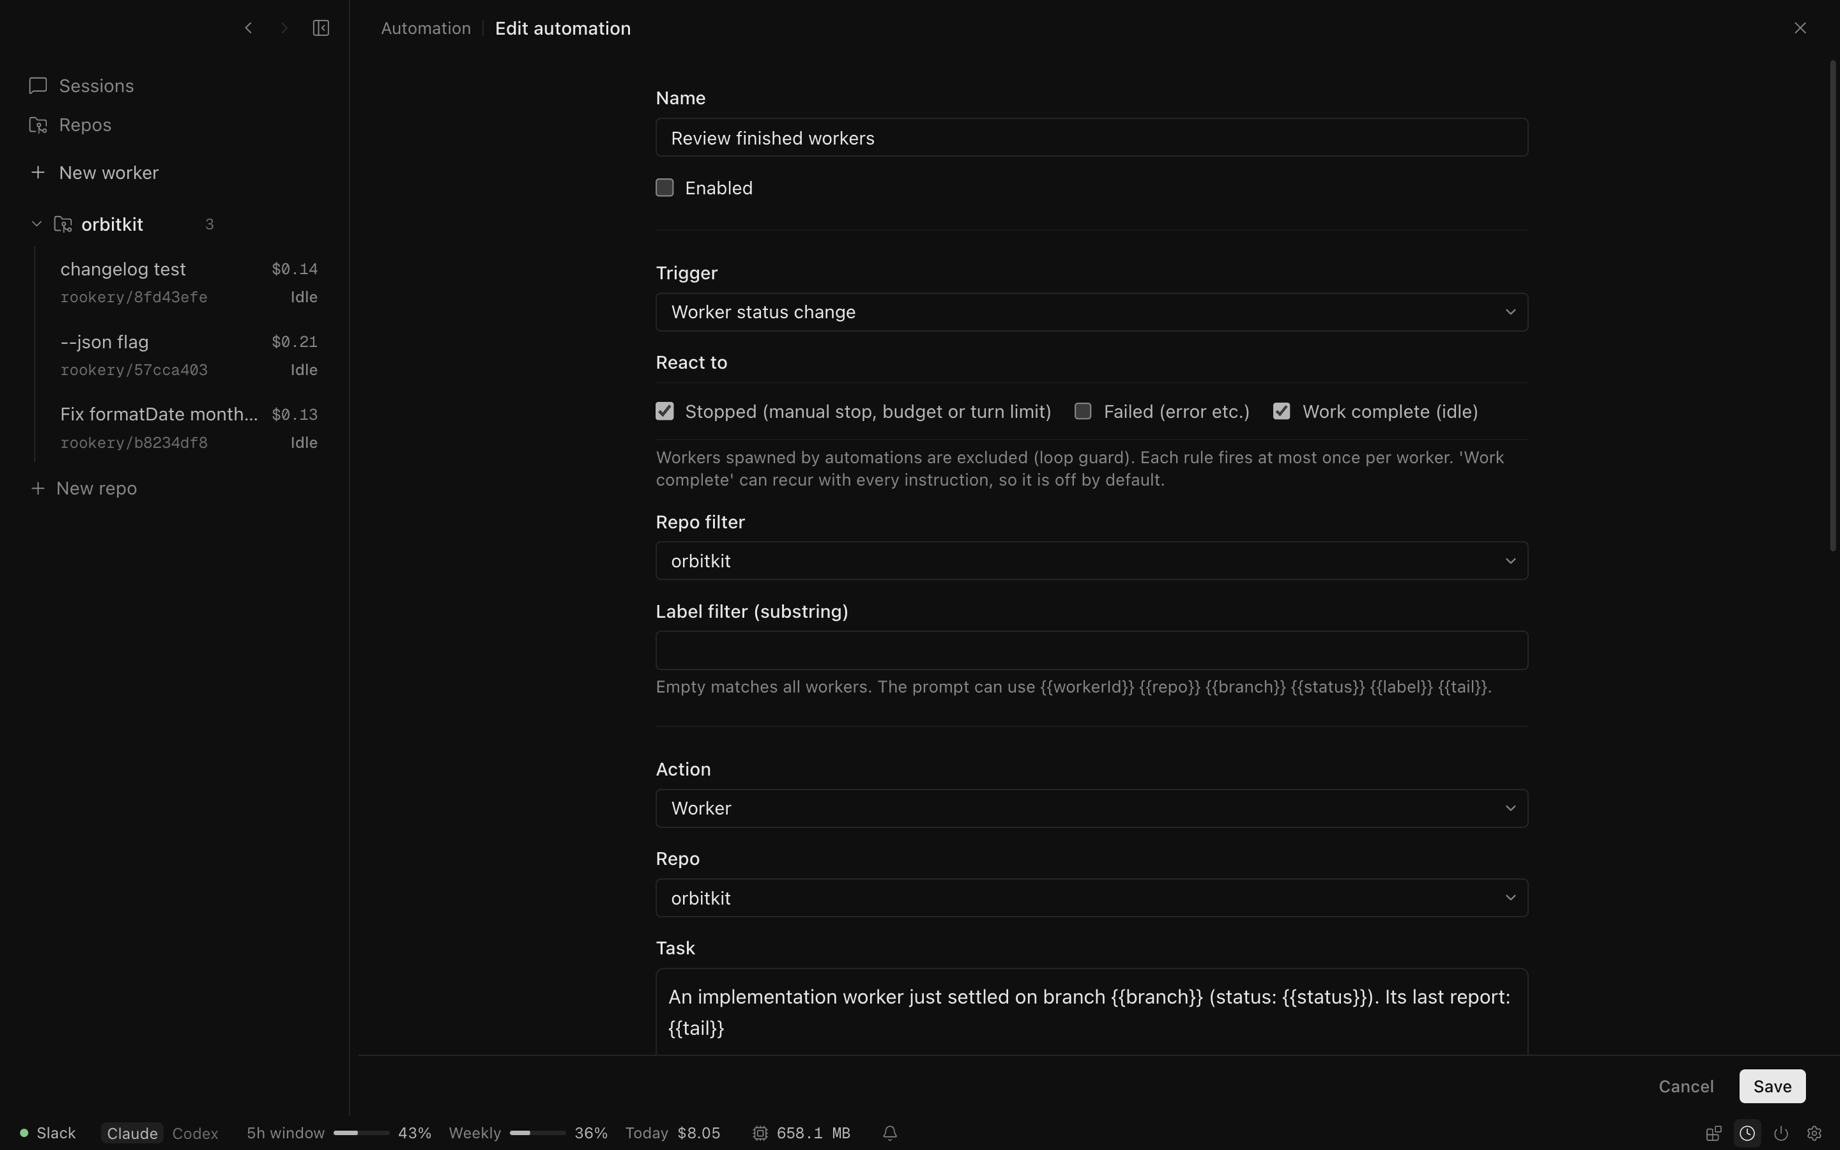 Automation
Edit automation
Sessions
Repos
New worker
orbitkit 3
changelog test $0.14
rookery/8fd43efe Idle
--json flag $0.21
rookery/57cca403 Idle
Fix formatDate month... $0.13
rookery/b8234df8 Idle
New repo
Name
Review finished workers
Enabled
Trigger
Worker status change
React to
Stopped (manual stop, budget or turn limit) Failed (error etc.) Work complete (idle)
Workers spawned by automations are excluded (loop guard). Each rule fires at most once per worker. 'Work
complete' can recur with every instruction, so it is off by default.
Repo filter
orbitkit
Label filter (substring)
Empty matches all workers. The prompt can use {{workerId}} {{repo}} {{branch}} {{status}} {{label}} {{tail}}.
Action
Worker
Repo
orbitkit
Task
An implementation worker just settled on branch {{branch}} (status: {{status}}). Its last report:
{{tail}}
Cancel Save
Slack Claude Codex 5h window 43% Weekly 36% Today $8.05 658.1 MB